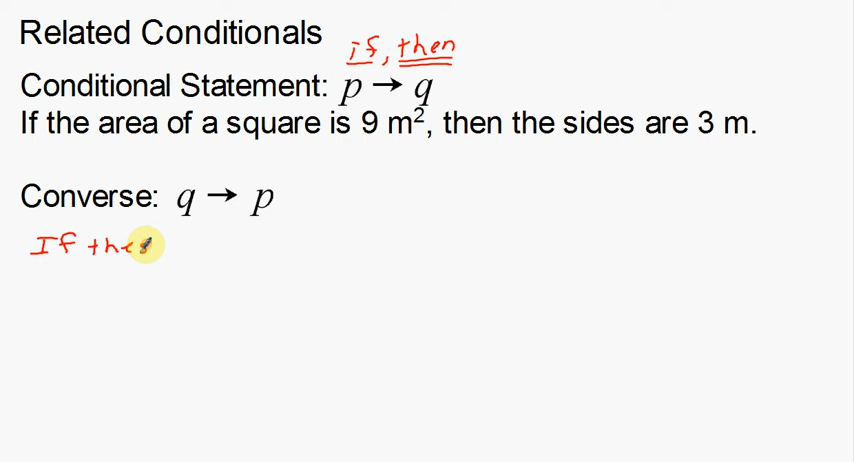 Related Conditionals
if, then
Conditional Statement: p → q
If the area of a square is 9 m², then the sides are 3 m.
Converse: q → p
If the